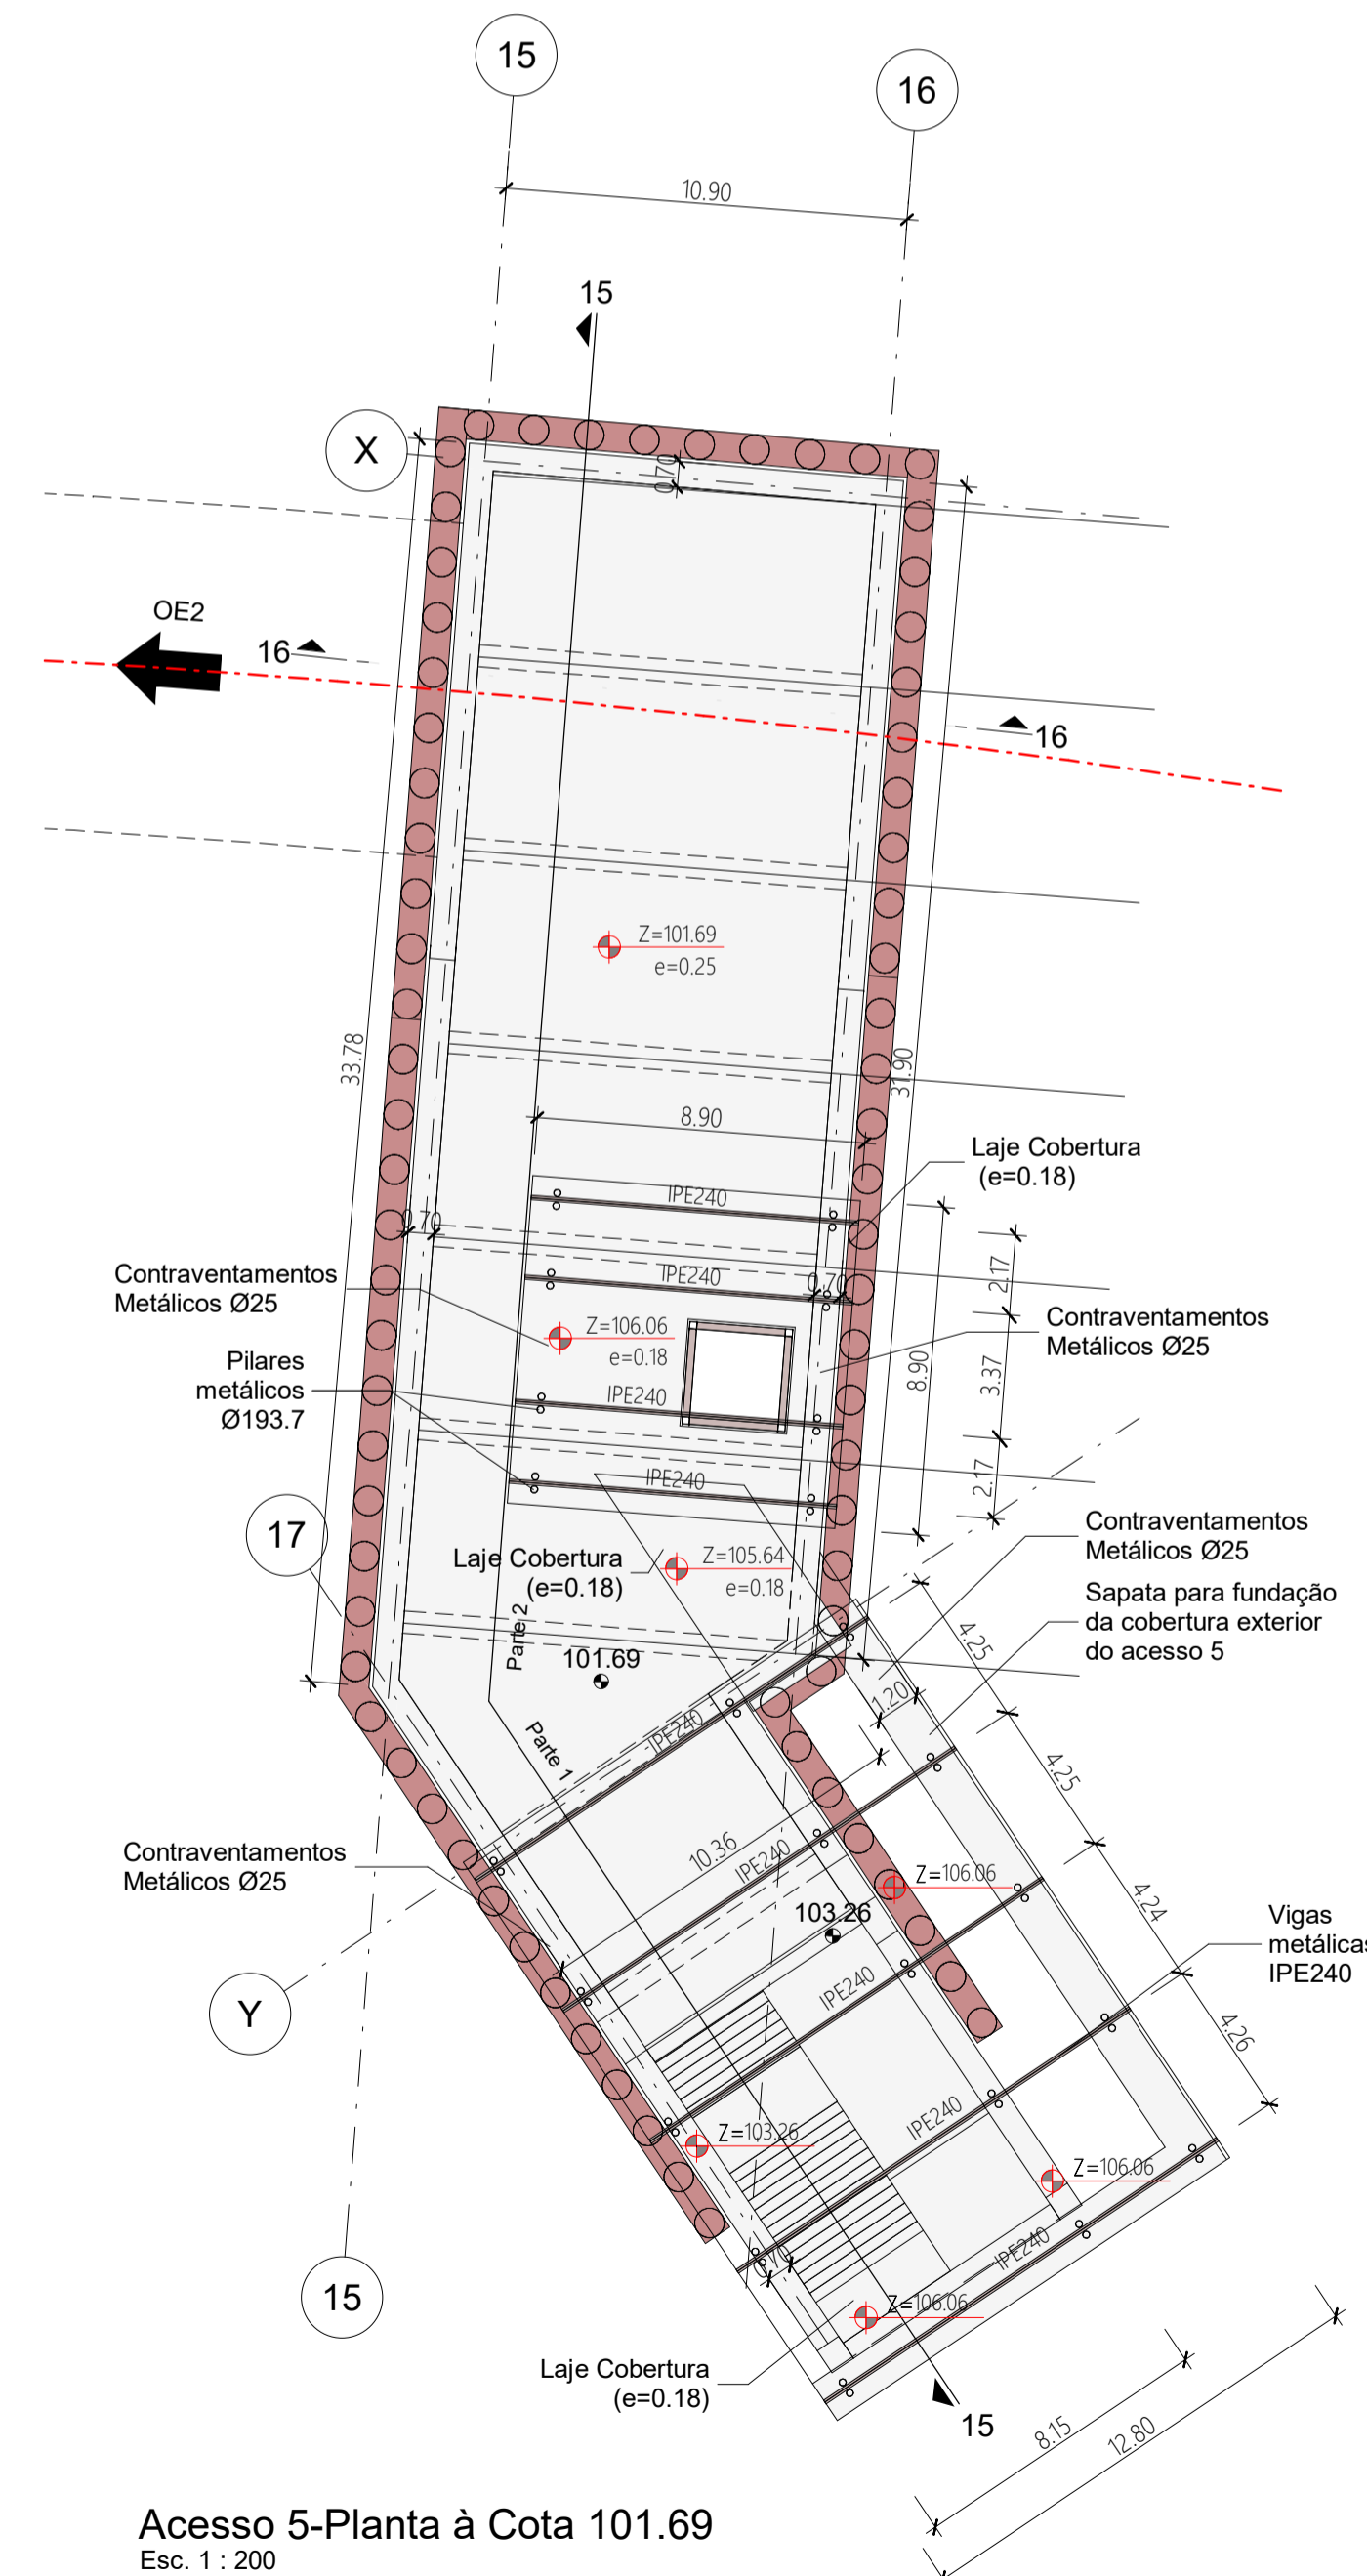 15
16
10.90
15
X
0.70
OE2
16
16
Z=101.69
e=0.25
33.78
31.90
8.90
Laje Cobertura
(e=0.18)
IPE240
0.70
2.17
Contraventamentos
Metálicos Ø25
IPE240
0.70
Contraventamentos
Metálicos Ø25
Z=106.06
e=0.18
8.90
3.37
Pilares
metálicos
Ø193.7
IPE240
2.17
IPE240
17
Contraventamentos
Metálicos Ø25
Laje Cobertura
(e=0.18)
Z=105.64
e=0.18
Sapata para fundação
da cobertura exterior
do acesso 5
Parte 2
101.69
4.25
1.20
IPE240
Parte 1
4.25
Contraventamentos
Metálicos Ø25
10.36
IPE240
Z=106.06
4.24
103.26
Vigas
metálicas
IPE240
IPE240
Y
4.26
Z=103.26
IPE240
Z=106.06
0.70
IPE240
15
Z=106.06
Laje Cobertura
(e=0.18)
15
8.15
12.80
Acesso 5-Planta à Cota 101.69
Esc. 1 : 200